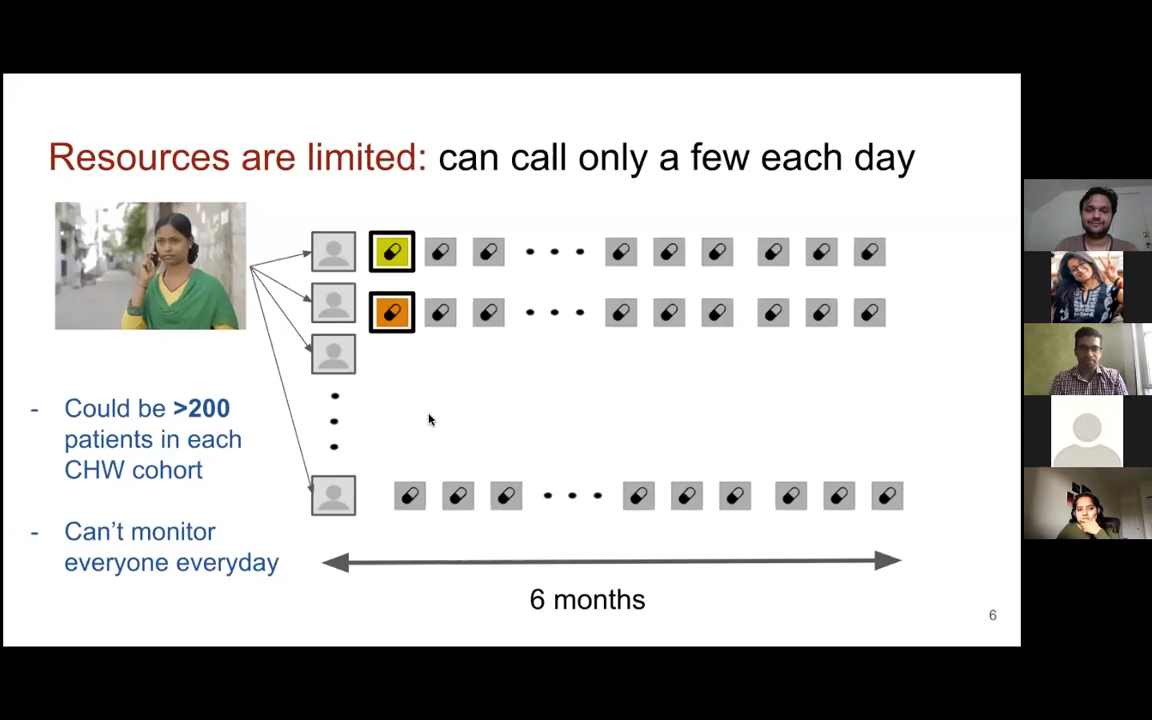 Resources are limited: can call only a few each day
- Could be >200
patients in each
CHW cohort
- Can't monitor
everyone everyday
6 months
6